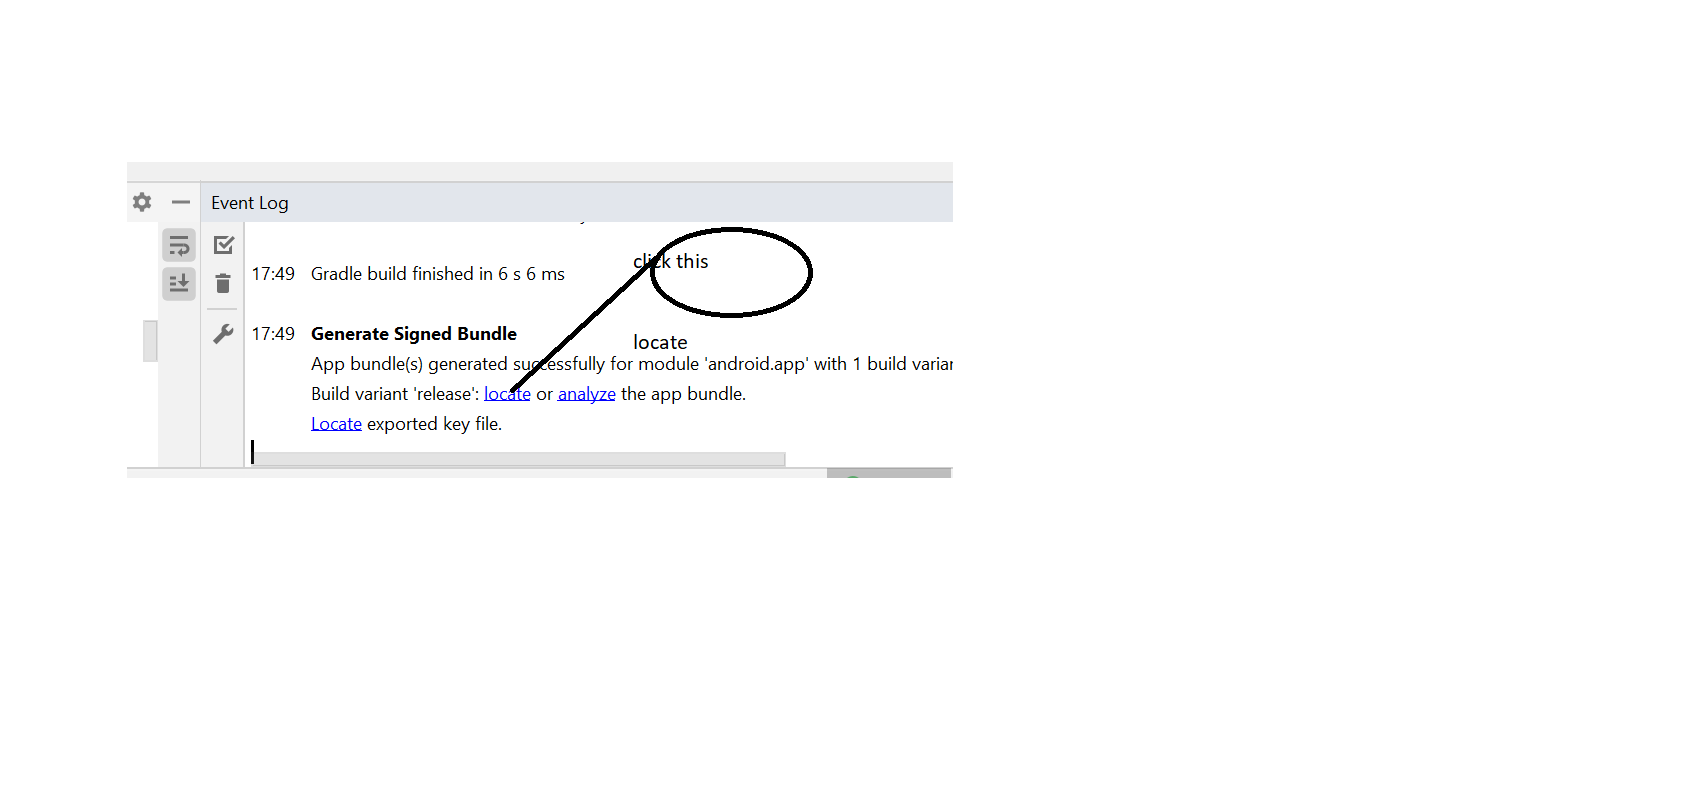 Event Log
click this
17:49 Gradle build finished in 6 s 6 ms
17:49 Generate Signed Bundle
locate
App bundle(s) generated successfully for module 'android.app' with 1 build
Build variant 'release': locate or analyze the app bundle.
Locate exported key file.